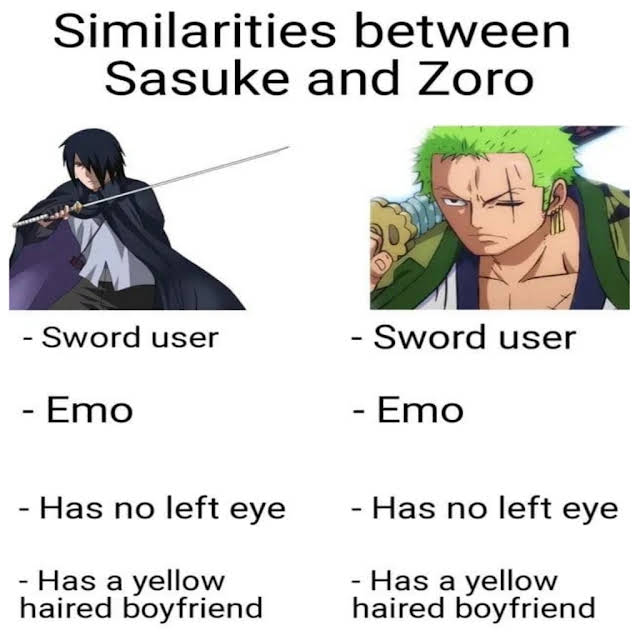 Similarities between
Sasuke and Zoro
- Sword user
- Emo
- Has no left eye
- Has a yellow
haired boyfriend
- Sword user
- Emo
- Has no left eye
- Has a yellow
haired boyfriend